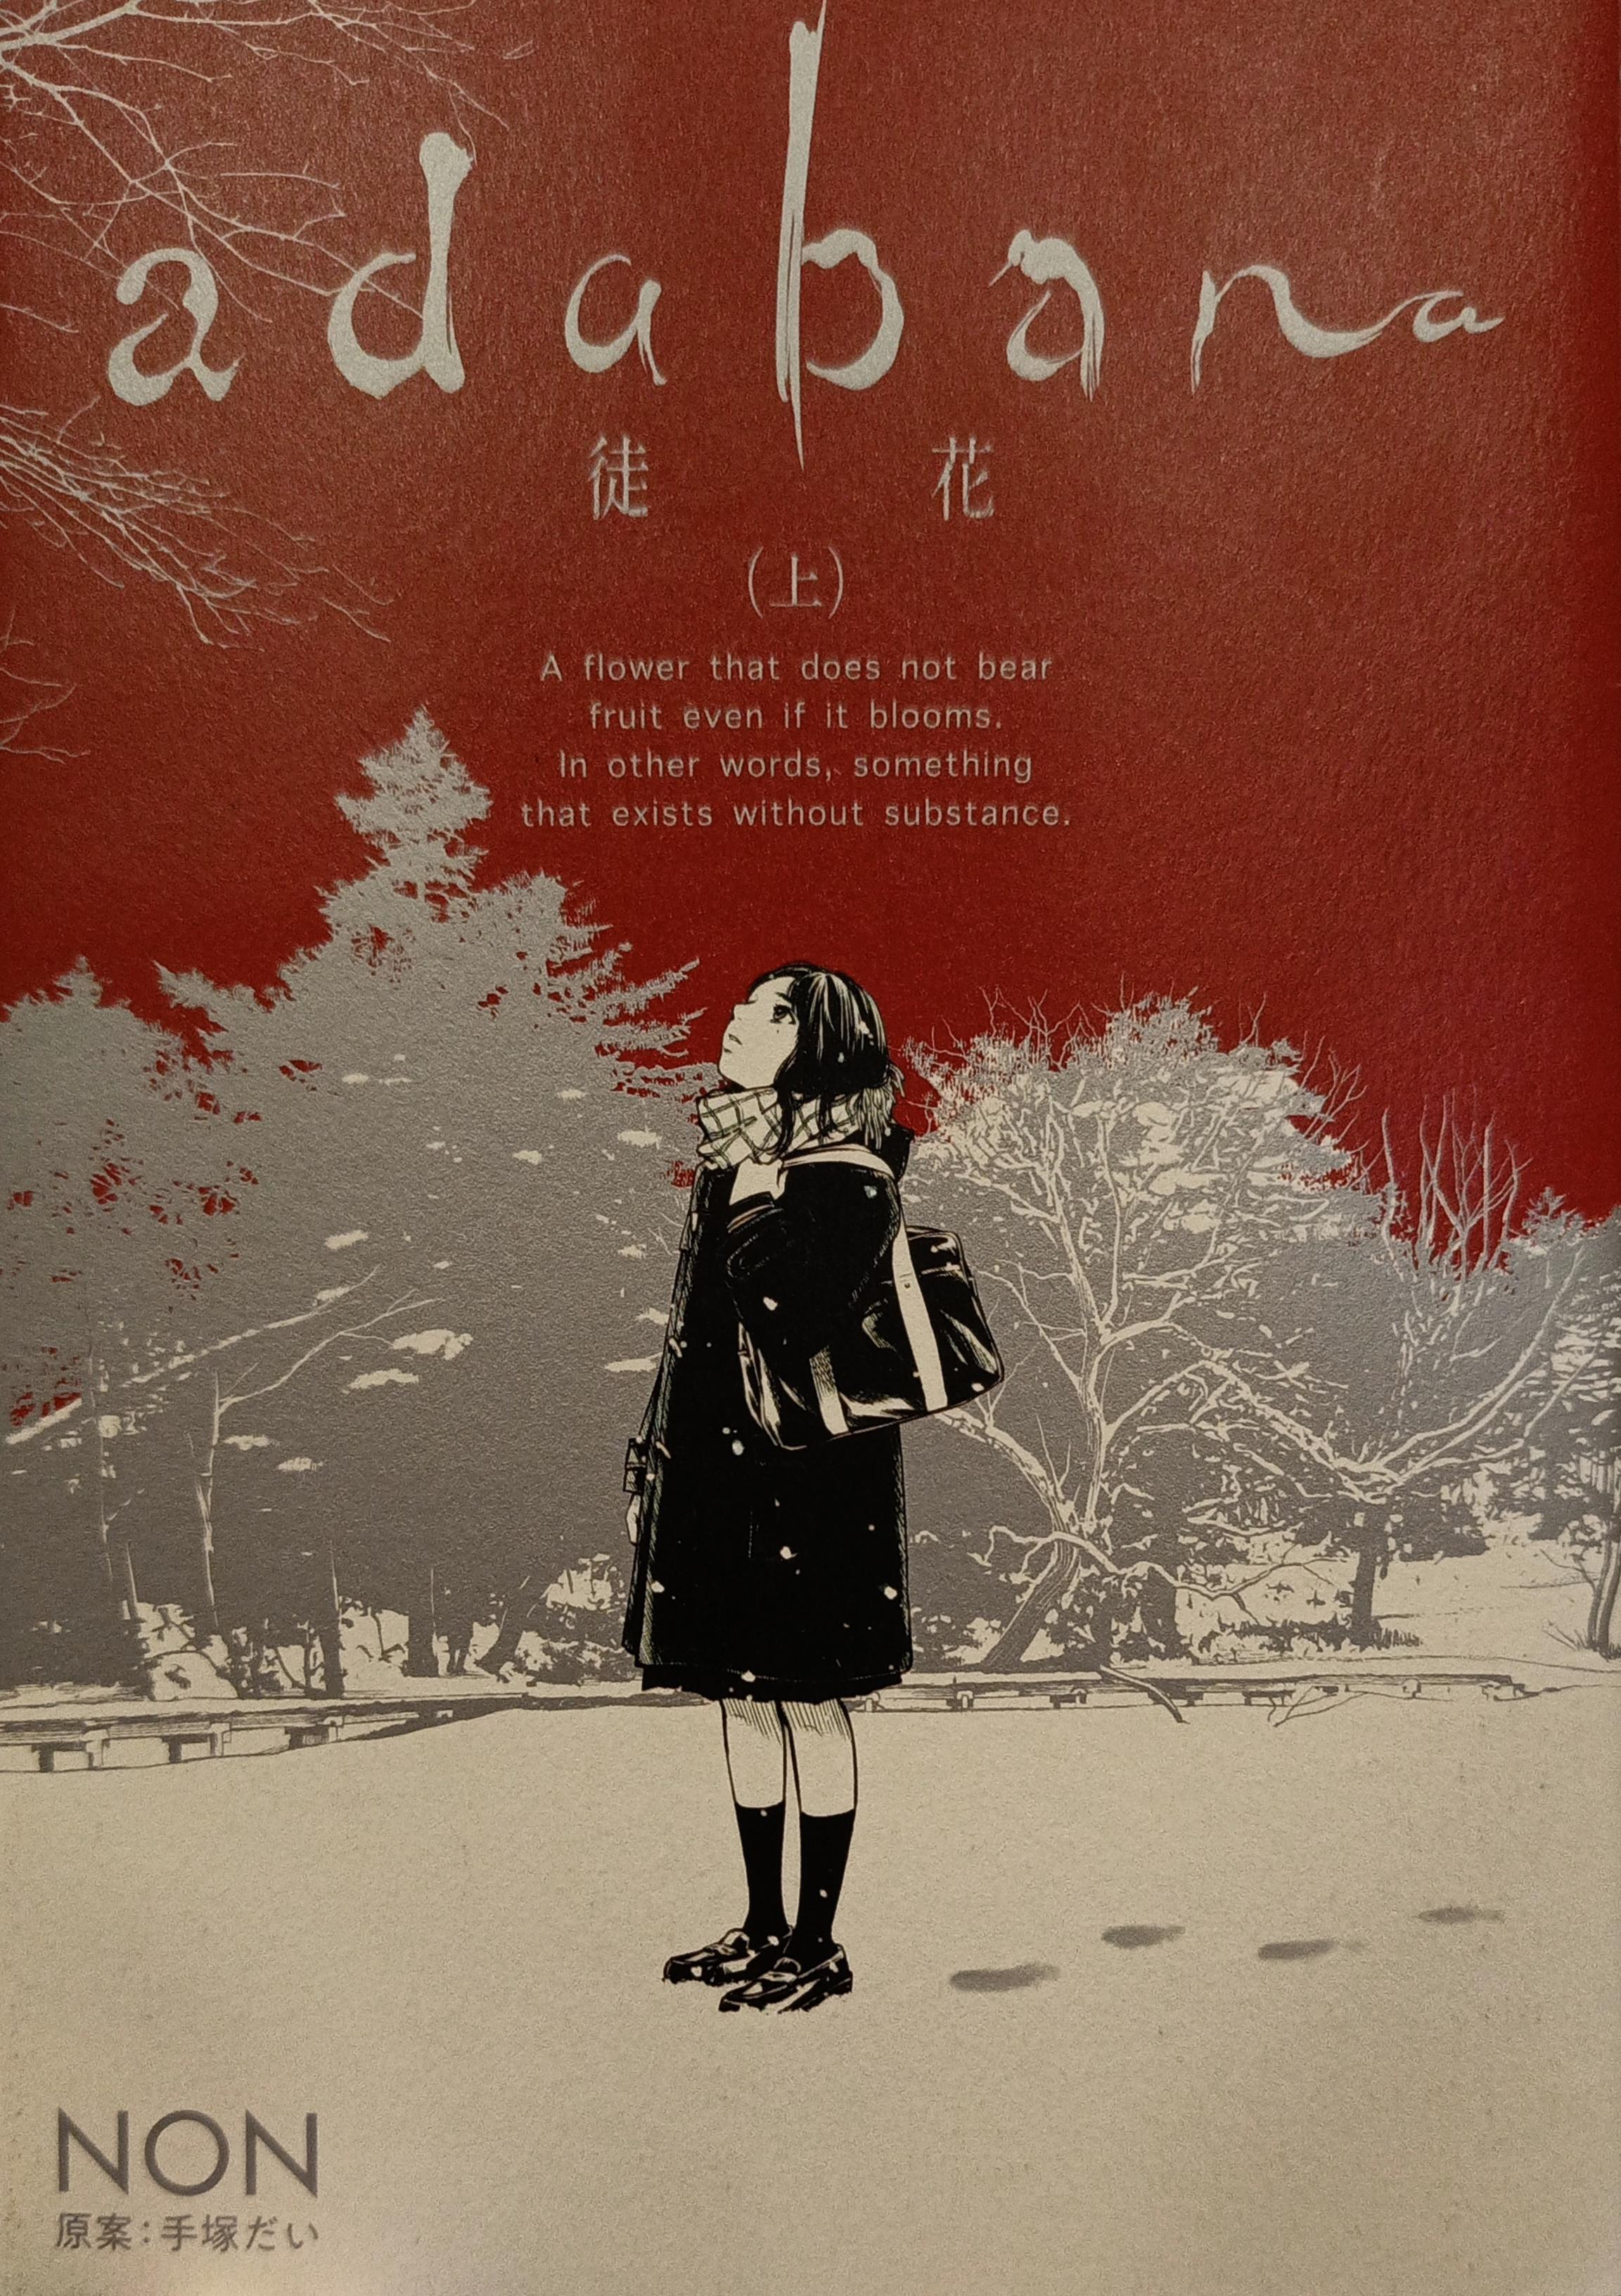 adabana
徒花
(上)
A flower that does not bear
fruit even if it blooms.
In other words, something
that exists without substance.
NON
原案:手塚だい